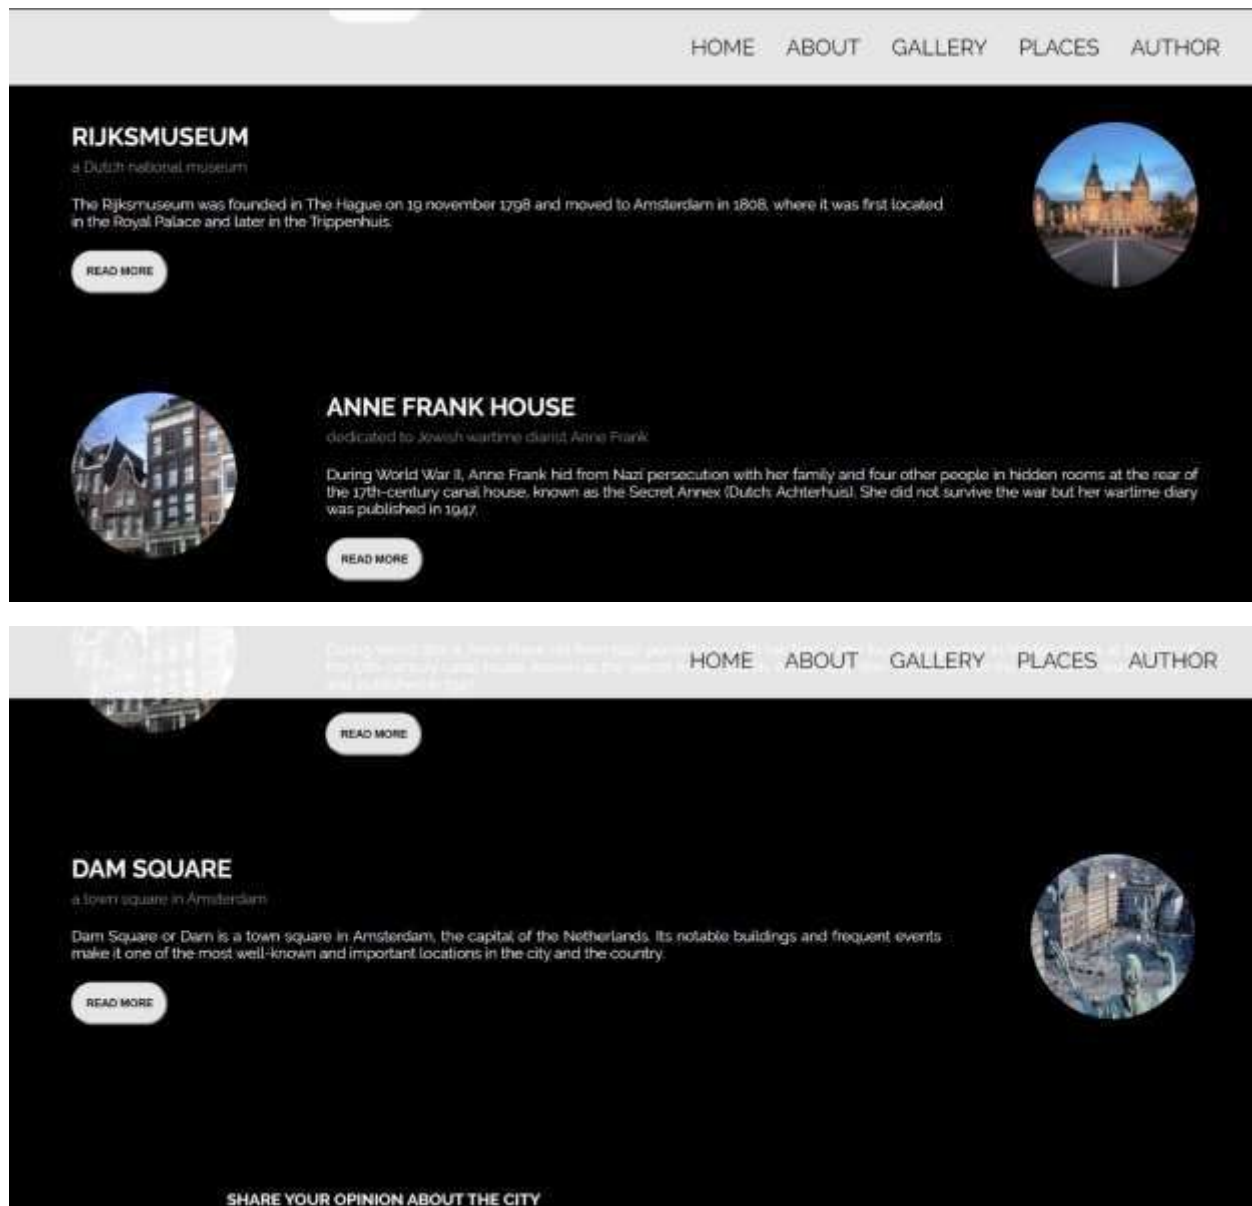 HOME ABOUT GALLERY PLACES AUTHOR
RIJKSMUSEUM
a Dutch national museum
The Rijksmuseum was founded in The Hague on 19 november 1798 and moved to Amsterdam in 1808, where it was first located
in the Royal Palace and later in the Trippenhuis.
READ MORE
ANNE FRANK HOUSE
dedicated to Jewish wartime diarist Anne Frank
During World War II, Anne Frank hid from Nazi persecution with her family and four other people in hidden rooms at the rear of
the 17th-century canal house, known as the Secret Annex (Dutch: Achterhuis). She did not survive the war but her wartime diary
was published in 1947.
READ MORE
HOME ABOUT GALLERY PLACES AUTHOR
READ MORE
DAM SQUARE
a town square in Amsterdam
Dam Square or Dam is a town square in Amsterdam, the capital of the Netherlands. Its notable buildings and frequent events
make it one of the most well-known and important locations in the city and the country.
READ MORE
SHARE YOUR OPINION ABOUT THE CITY